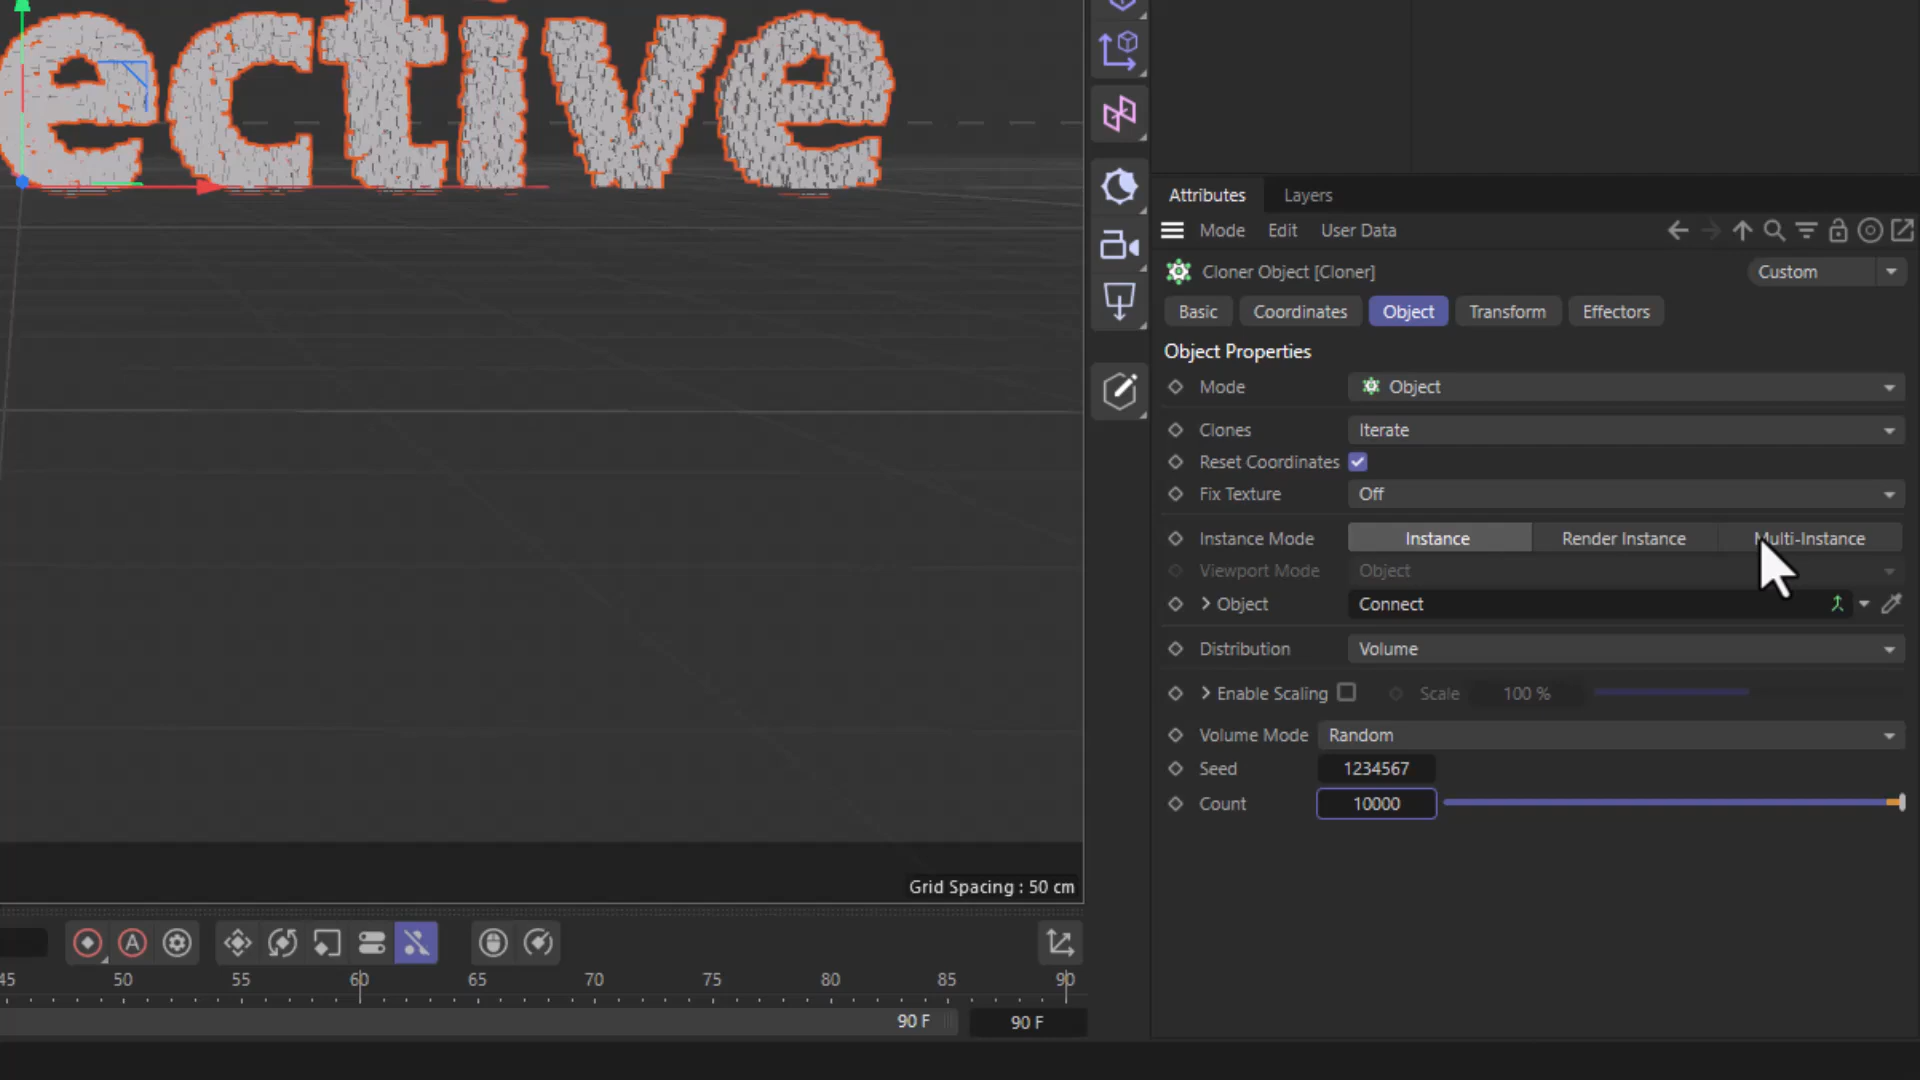 ective
Attributes
Layers
Mode
Edit
User Data
Cloner Object [Cloner]
Custom
Basic
Coordinates
Object
Transform
Effectors
Object Properties
Mode
Object
Clones
Iterate
Reset Coordinates
Fix Texture
Off
Instance Mode
Instance
Render Instance
Multi-Instance
Viewport Mode
Object
Object
Connect
Distribution
Volume
Enable Scaling
Scale
100 %
Volume Mode
Random
Seed
1234567
Count
10000
Grid Spacing : 50 cm
A
45 50 55 60 65 70 75 80 85 90
90 F
90 F